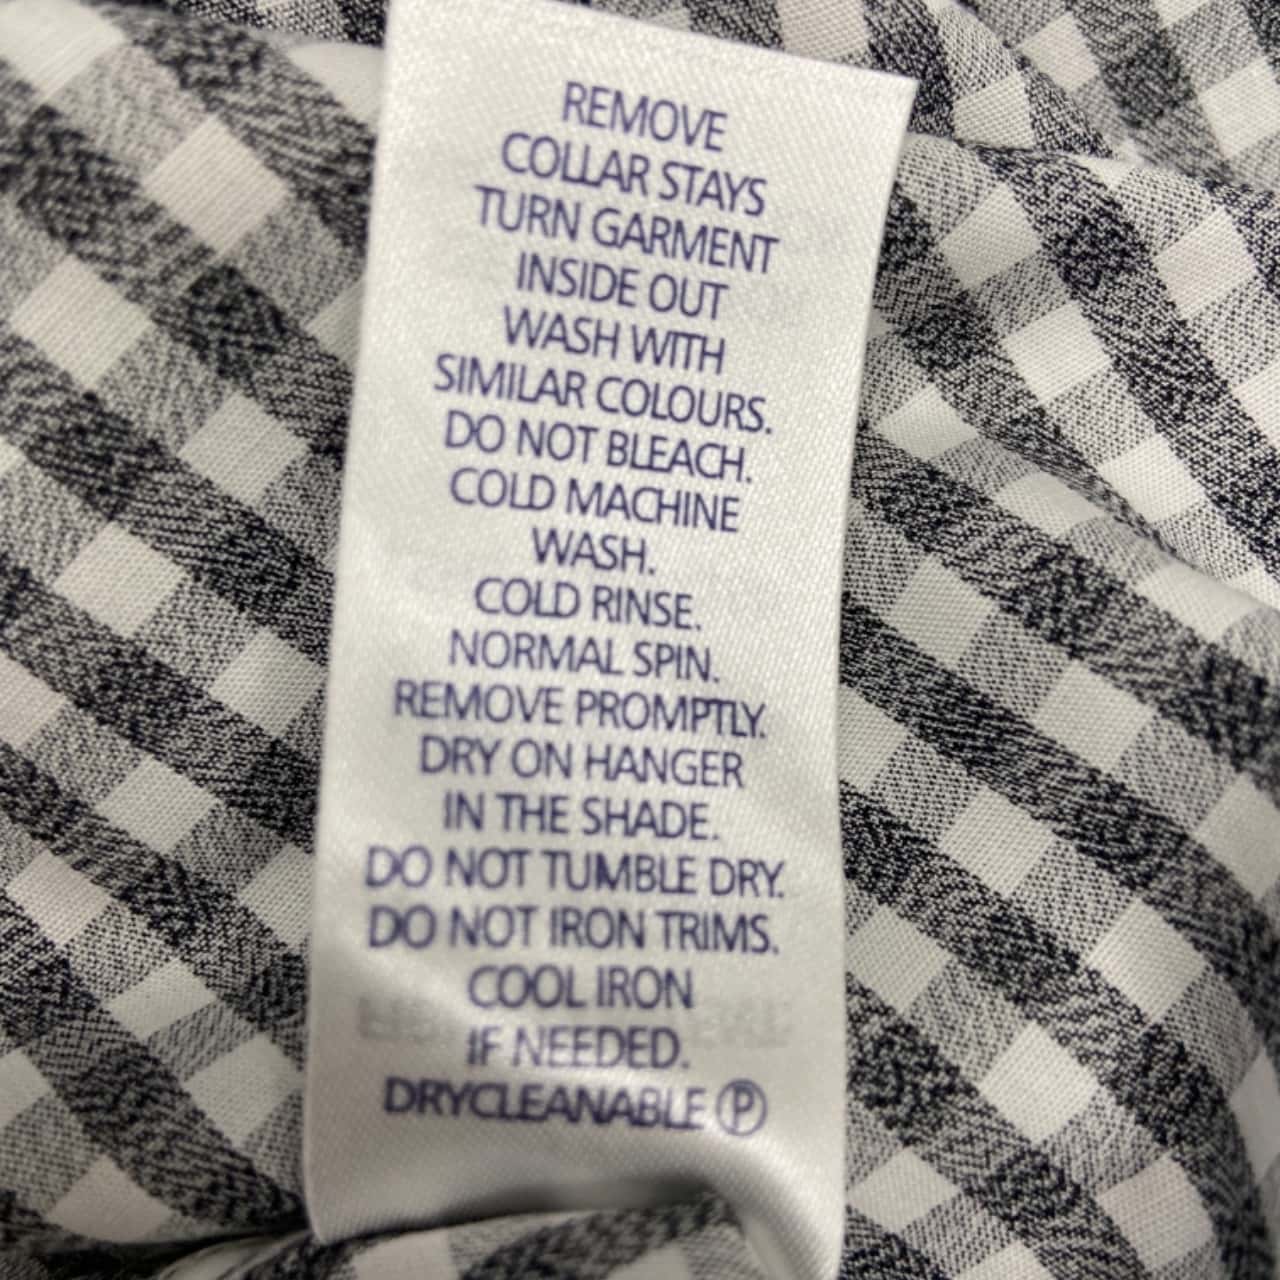 REMOVE
COLLAR STAYS
TURN GARMENT
INSIDE OUT
WASH WITH
SIMILAR COLOURS.
DO NOT BLEACH.
COLD MACHINE
WASH.
COLD RINSE.
NORMAL SPIN.
REMOVE PROMPTLY.
DRY ON HANGER
IN THE SHADE.
DO NOT TUMBLE DRY.
DO NOT IRON TRIMS.
COOL IRON
IF NEEDED.
DRYCLEANABLE Ⓟ